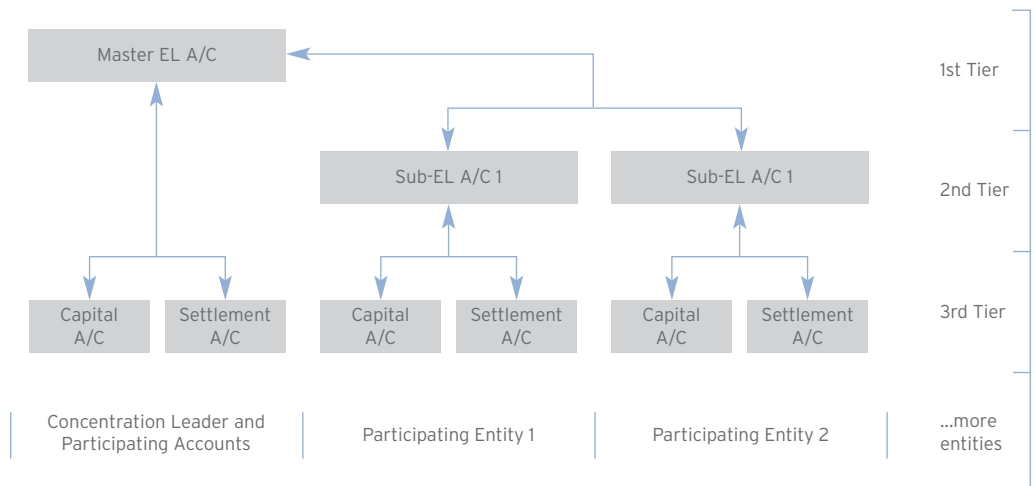 Master EL A/C
1st Tier
Sub-EL A/C 1
Sub-EL A/C 1
2nd Tier
Capital
A/C
Settlement
A/C
Capital
A/C
Settlement
A/C
Capital
A/C
Settlement
A/C
3rd Tier
Concentration Leader and
Participating Accounts
Participating Entity 1
Participating Entity 2
...more
entities